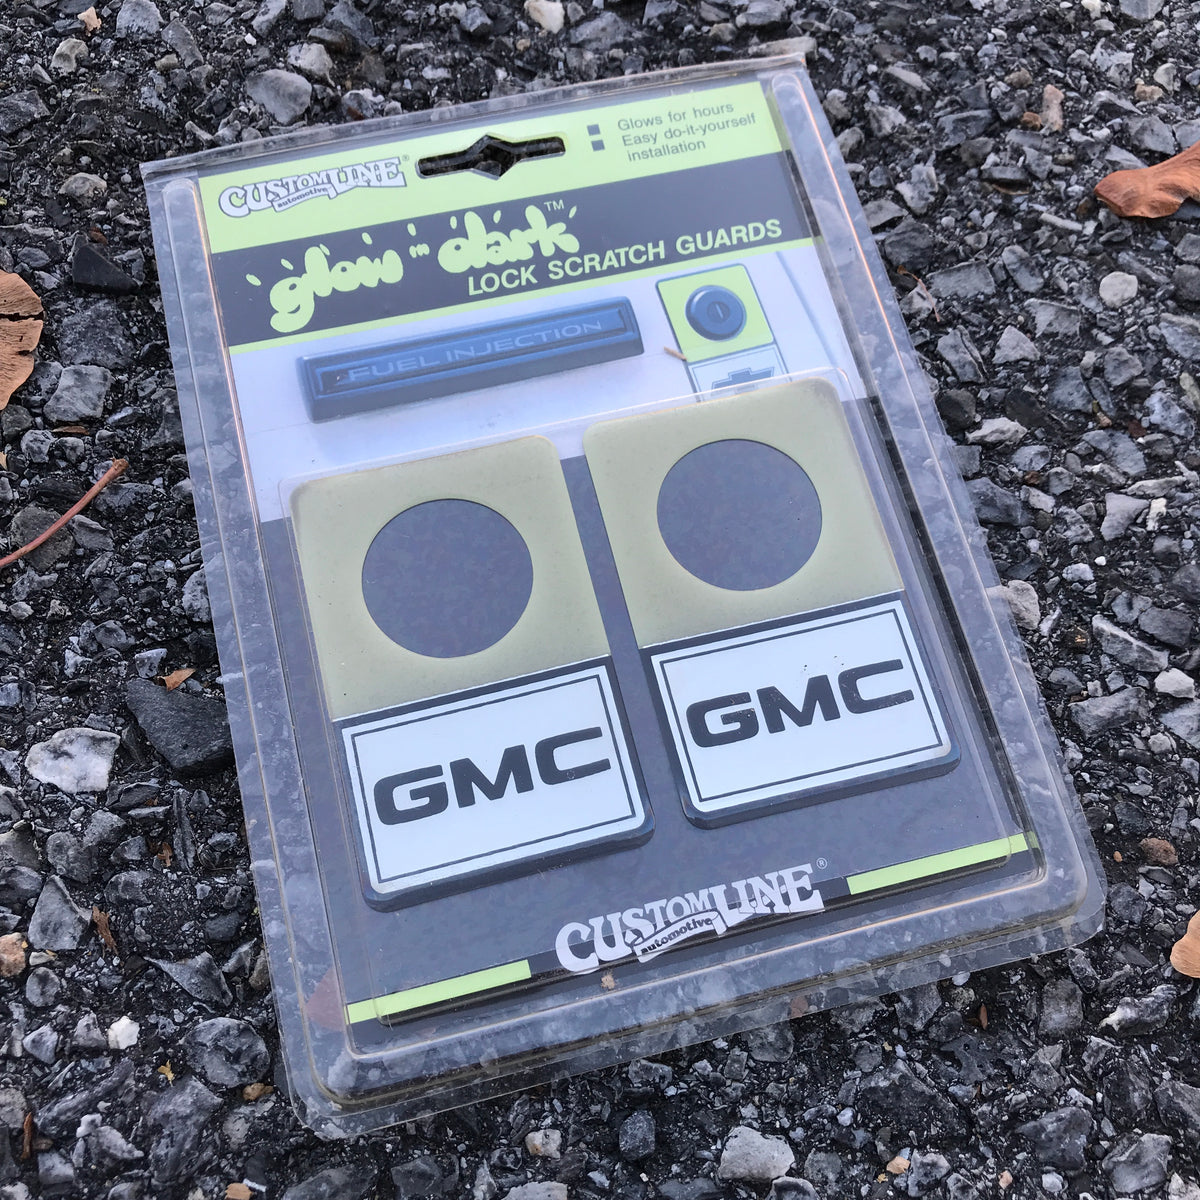 CUSTOMLINE®
automotive
Glows for hours
Easy do-it-yourself
installation
glow in dark™
LOCK SCRATCH GUARDS
FUEL INJECTION
GMC
GMC
CUSTOMLINE®
automotive